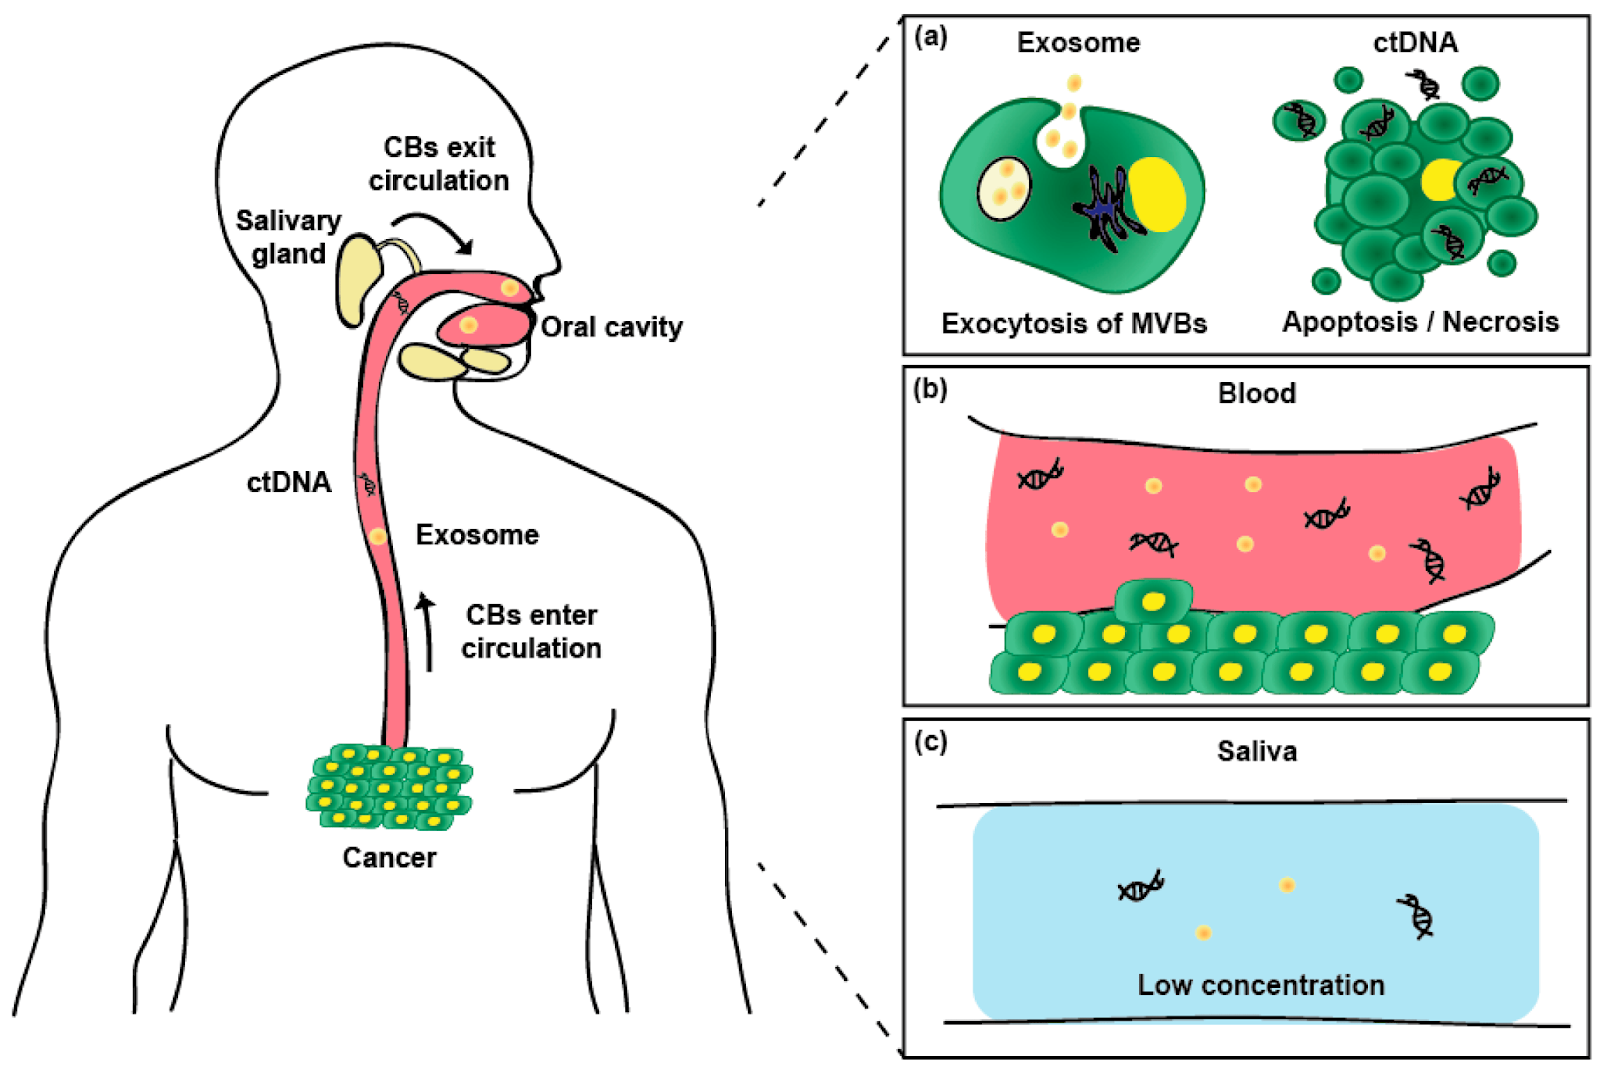 CBs exit
circulation
Salivary
gland
Oral cavity
ctDNA
Exosome
CBs enter
circulation
Cancer
(a)
Exosome
ctDNA
Exocytosis of MVBs
Apoptosis / Necrosis
(b)
Blood
(c)
Saliva
Low concentration